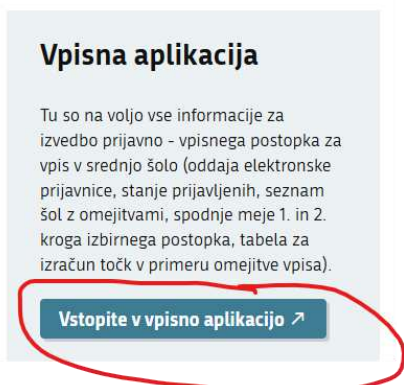 Vpisna aplikacija
Tu so na voljo vse informacije za
izvedbo prijavno - vpisnega postopka za
vpis v srednjo šolo (oddaja elektronske
prijavnice, stanje prijavljenih, seznam
šol z omejitvami, spodnje meje 1. in 2.
kroga izbirnega postopka, tabela za
izračun točk v primeru omejitve vpisa).
Vstopite v vpisno aplikacijo ↗